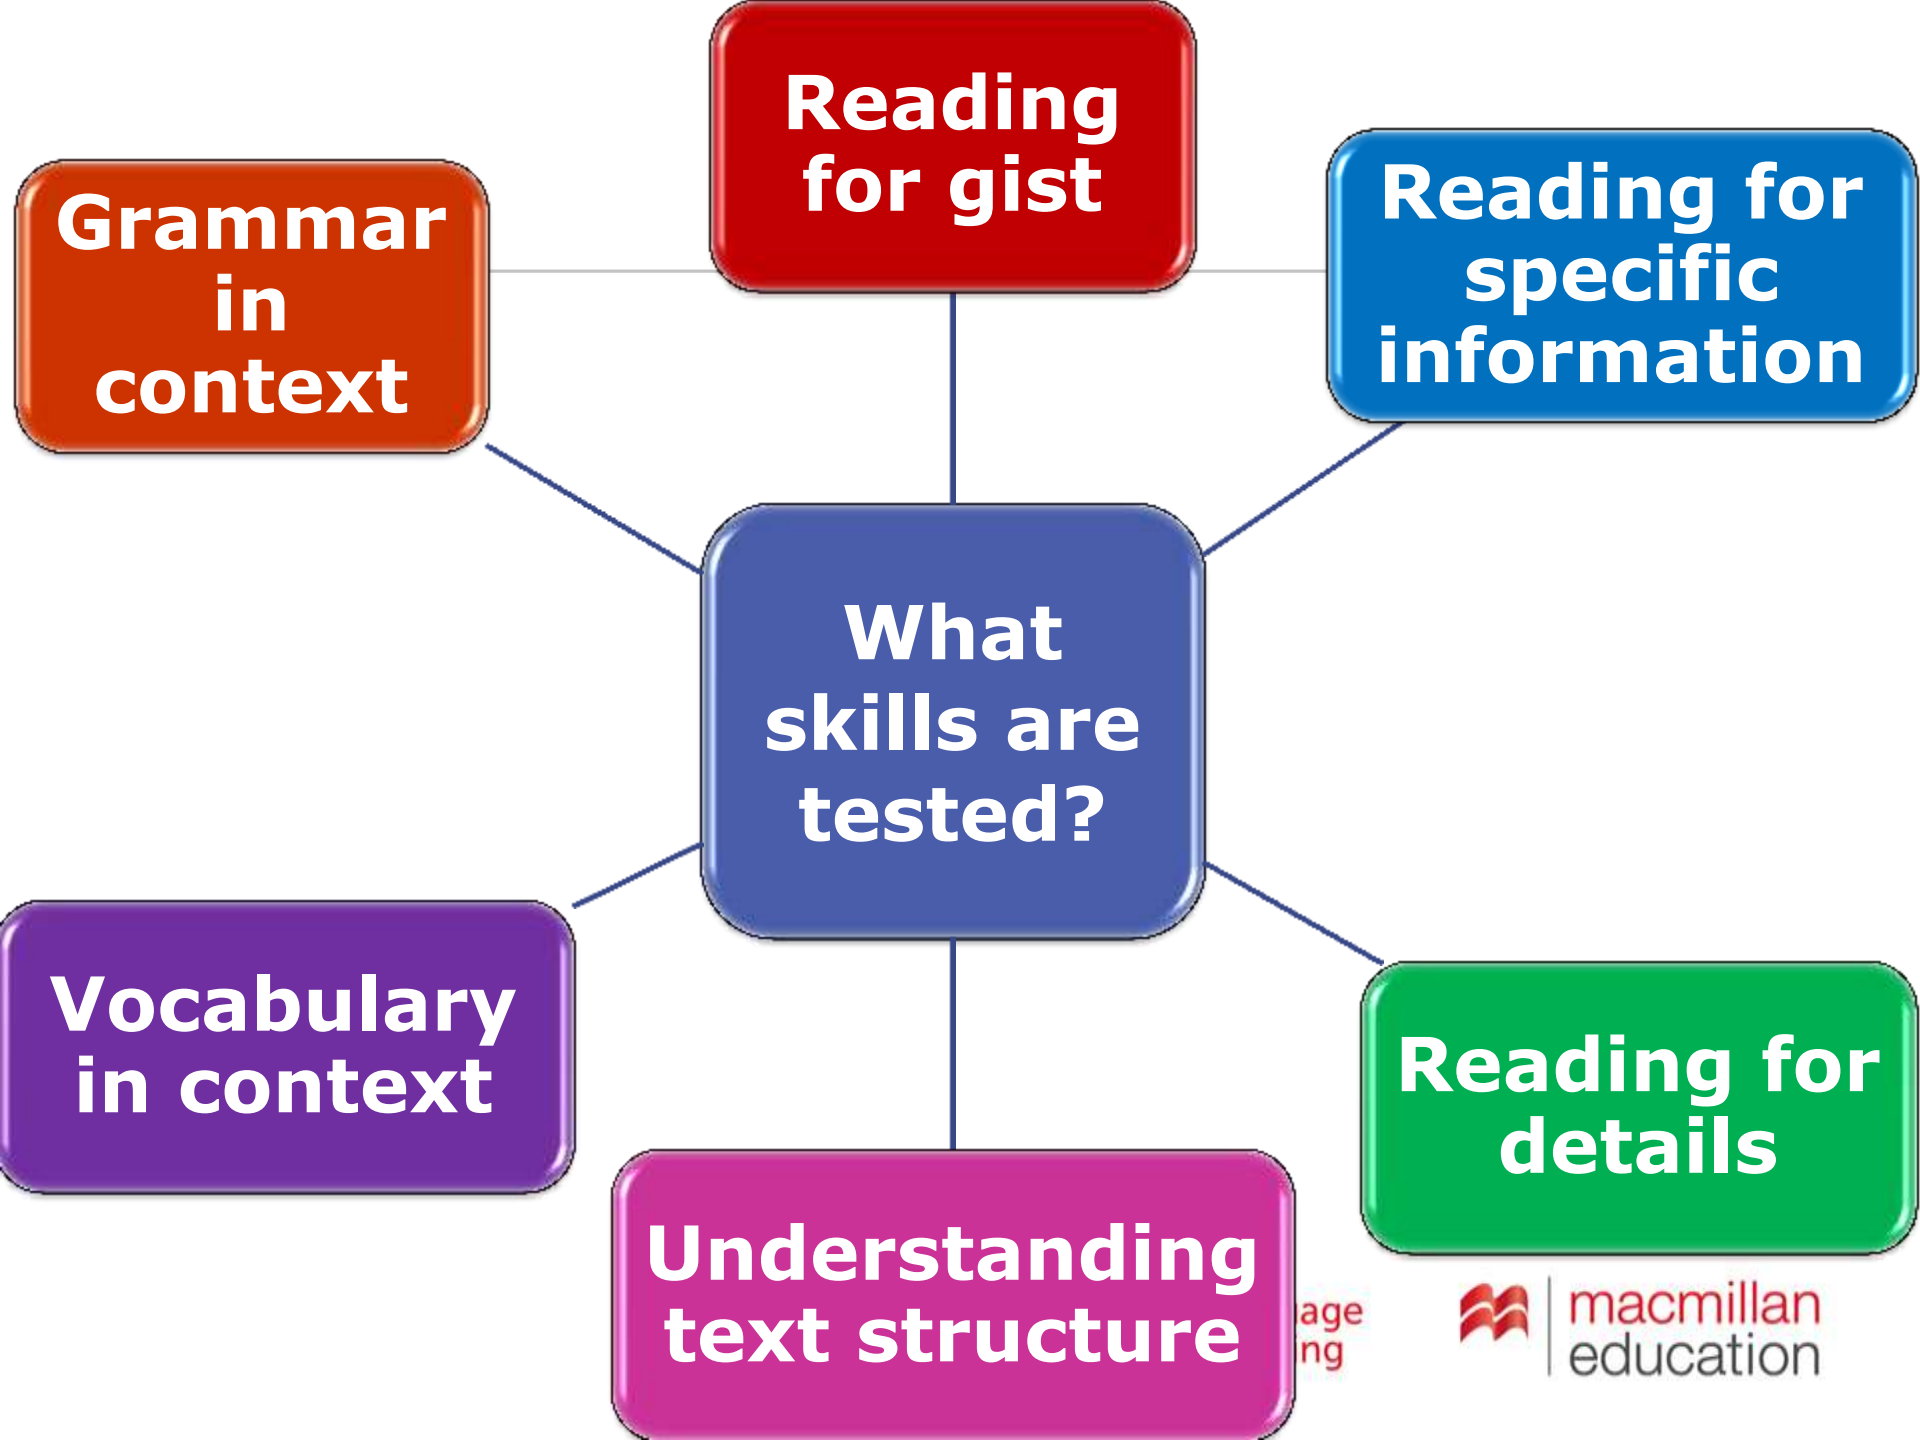 Reading
for gist
Reading for
specific
information
Grammar
in
context
What
skills are
tested?
Vocabulary
in context
Reading for
details
Understanding
text structure
macmillan
education